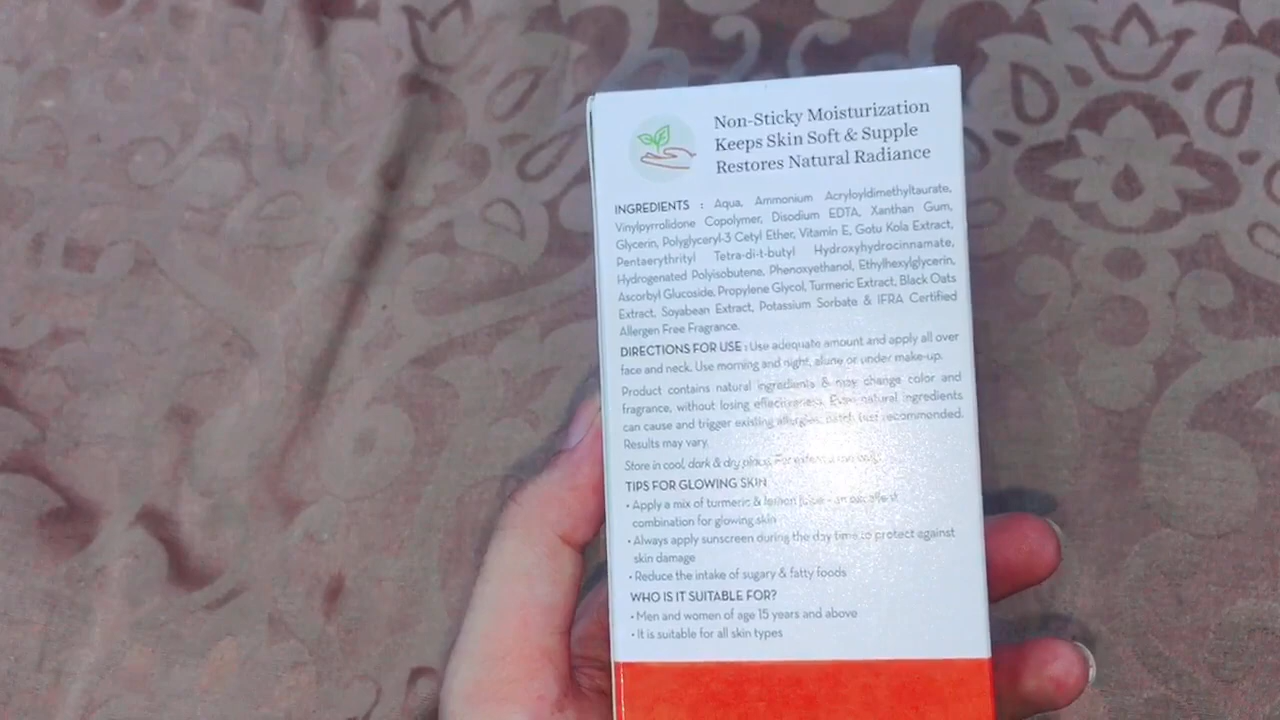 Non-Sticky Moisturization
Keeps Skin Soft & Supple
Restores Natural Radiance
INGREDIENTS : Aqua, Ammonium Acryloyldimethyltaurate,
Vinylpyrrolidone Copolymer, Disodium EDTA, Xanthan Gum,
Glycerin, Polyglyceryl-3 Cetyl Ether, Vitamin E, Gotu Kola Extract,
Pentaerythrityl Tetra-di-t-butyl Hydroxyhydrocinnamate,
Hydrogenated Polyisobutene, Phenoxyethanol, Ethylhexylglycerin,
Ascorbyl Glucoside, Propylene Glycol, Turmeric Extract, Black Oats
Extract, Soyabean Extract, Potassium Sorbate & IFRA Certified
Allergen Free Fragrance.
DIRECTIONS FOR USE : Use adequate amount and apply all over
face and neck. Use morning and night, alone or under make-up.
Product contains natural ingredients & may change color and
fragrance, without losing effectiveness. Even natural ingredients
can cause and trigger existing allergies, patch test recommended.
Results may vary.
Store in cool, dark & dry place. For external use only.
TIPS FOR GLOWING SKIN
• Apply a mix of turmeric & lemon juice - an excellent
combination for glowing skin
• Always apply sunscreen during the day time to protect against
skin damage
• Reduce the intake of sugary & fatty foods
WHO IS IT SUITABLE FOR?
• Men and women of age 15 years and above
• It is suitable for all skin types